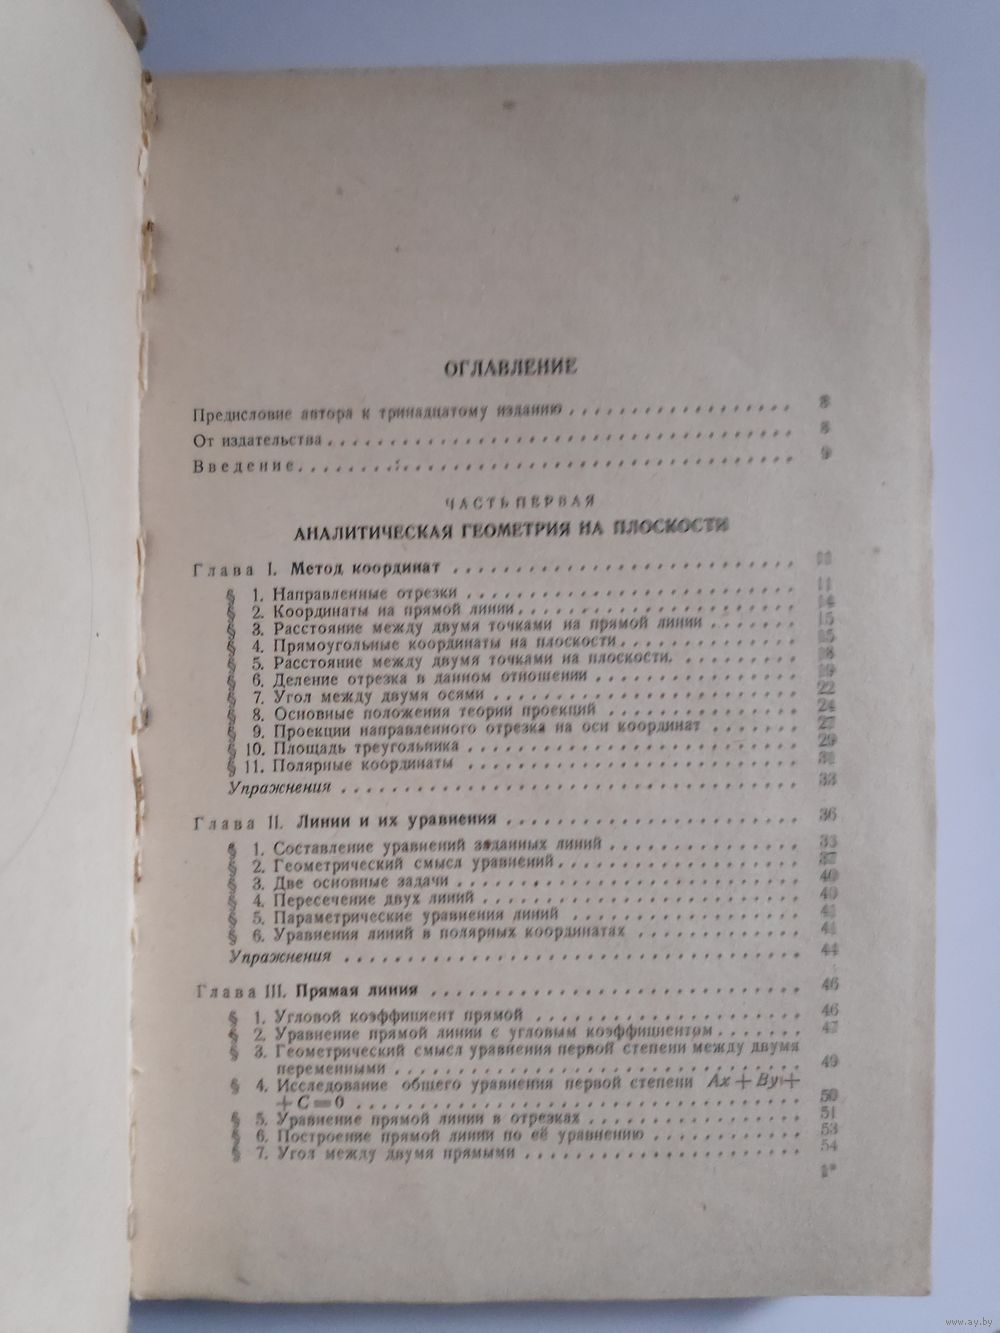 ОГЛАВЛЕНИЕ
Предисловие автора к тринадцатому изданию 8
От издательства 8
Введение 9
ЧАСТЬ ПЕРВАЯ
АНАЛИТИЧЕСКАЯ ГЕОМЕТРИЯ НА ПЛОСКОСТИ
Глава I. Метод координат 11
§ 1. Направленные отрезки 11
§ 2. Координаты на прямой линии 14
§ 3. Расстояние между двумя точками на прямой линии 15
§ 4. Прямоугольные координаты на плоскости 15
§ 5. Расстояние между двумя точками на плоскости. 18
§ 6. Деление отрезка в данном отношении 19
§ 7. Угол между двумя осями 22
§ 8. Основные положения теории проекций 24
§ 9. Проекции направленного отрезка на оси координат 27
§ 10. Площадь треугольника 29
§ 11. Полярные координаты 31
Упражнения 33
Глава II. Линии и их уравнения 36
§ 1. Составление уравнений заданных линий
§ 2. Геометрический смысл уравнений 37
§ 3. Две основные задачи 40
§ 4. Пересечение двух линий 40
§ 5. Параметрические уравнения линий 41
§ 6. Уравнения линий в полярных координатах
Упражнения 44
Глава III. Прямая линия 46
§ 1. Угловой коэффициент прямой 46
§ 2. Уравнение прямой линии с угловым коэффициентом 47
§ 3. Геометрический смысл уравнения первой степени между двумя
переменными 49
§ 4. Исследование общего уравнения первой степени Ax + By +
+ C = 0 50
§ 5. Уравнение прямой линии в отрезках 51
§ 6. Построение прямой линии по её уравнению 53
§ 7. Угол между двумя прямыми 54
1*
www.ay.by